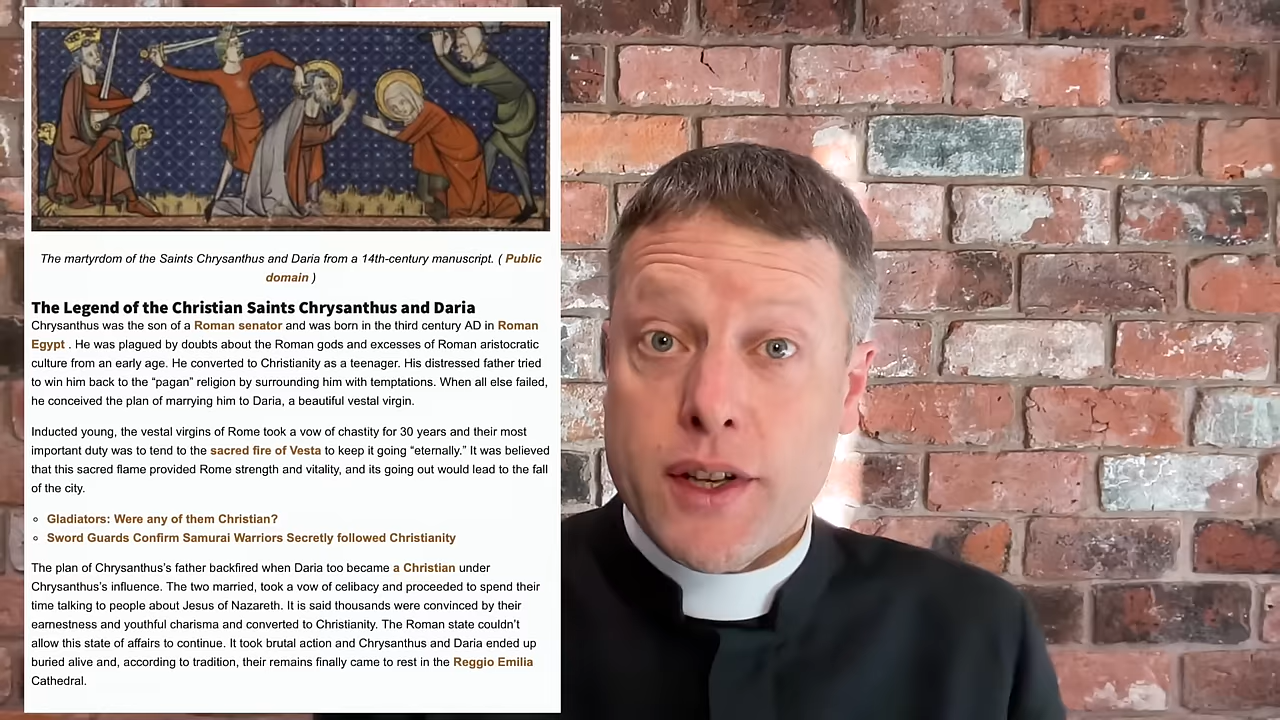 The martyrdom of the Saints Chrysanthus and Daria from a 14th-century manuscript. ( Public
domain )
The Legend of the Christian Saints Chrysanthus and Daria
Chrysanthus was the son of a Roman senator and was born in the third century AD in Roman
Egypt . He was plagued by doubts about the Roman gods and excesses of Roman aristocratic
culture from an early age. He converted to Christianity as a teenager. His distressed father tried
to win him back to the “pagan” religion by surrounding him with temptations. When all else failed,
he conceived the plan of marrying him to Daria, a beautiful vestal virgin.
Inducted young, the vestal virgins of Rome took a vow of chastity for 30 years and their most
important duty was to tend to the sacred fire of Vesta to keep it going “eternally.” It was believed
that this sacred flame provided Rome strength and vitality, and its going out would lead to the fall
of the city.
Gladiators: Were any of them Christian?
Sword Guards Confirm Samurai Warriors Secretly followed Christianity
The plan of Chrysanthus’s father backfired when Daria too became a Christian under
Chrysanthus’s influence. The two married, took a vow of celibacy and proceeded to spend their
time talking to people about Jesus of Nazareth. It is said thousands were convinced by their
earnestness and youthful charisma and converted to Christianity. The Roman state couldn’t
allow this state of affairs to continue. It took brutal action and Chrysanthus and Daria ended up
buried alive and, according to tradition, their remains finally came to rest in the Reggio Emilia
Cathedral.